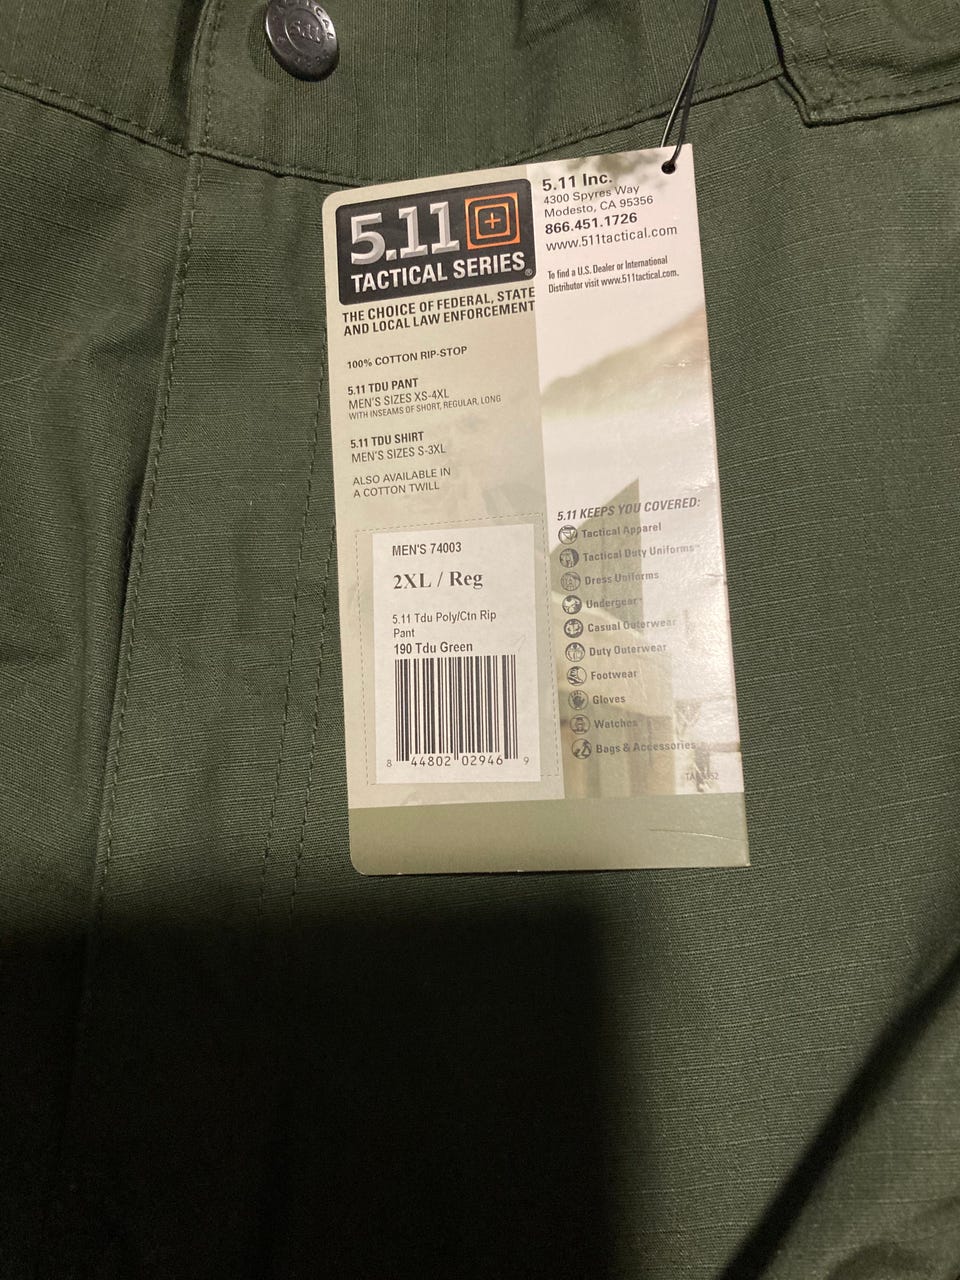 5.11
5.11
TACTICAL SERIES®
THE CHOICE OF FEDERAL, STATE
AND LOCAL LAW ENFORCEMENT
100% COTTON RIP-STOP
5.11 TDU PANT
MEN'S SIZES XS-4XL
WITH INSEAMS OF SHORT, REGULAR, LONG
5.11 TDU SHIRT
MEN'S SIZES S-3XL
ALSO AVAILABLE IN
A COTTON TWILL
MEN'S 74003
2XL / Reg
5.11 Tdu Poly/Ctn Rip
Pant
190 Tdu Green
8 44802 02946 9
5.11 Inc.
4300 Spyres Way
Modesto, CA 95356
866.451.1726
www.511tactical.com
To find a U.S. Dealer or International
Distributor visit www.511tactical.com.
5.11 KEEPS YOU COVERED:
Tactical Apparel
Tactical Duty Uniforms™
Dress Uniforms
Undergear™
Casual Outerwear
Duty Outerwear
Footwear
Gloves
Watches
Bags & Accessories